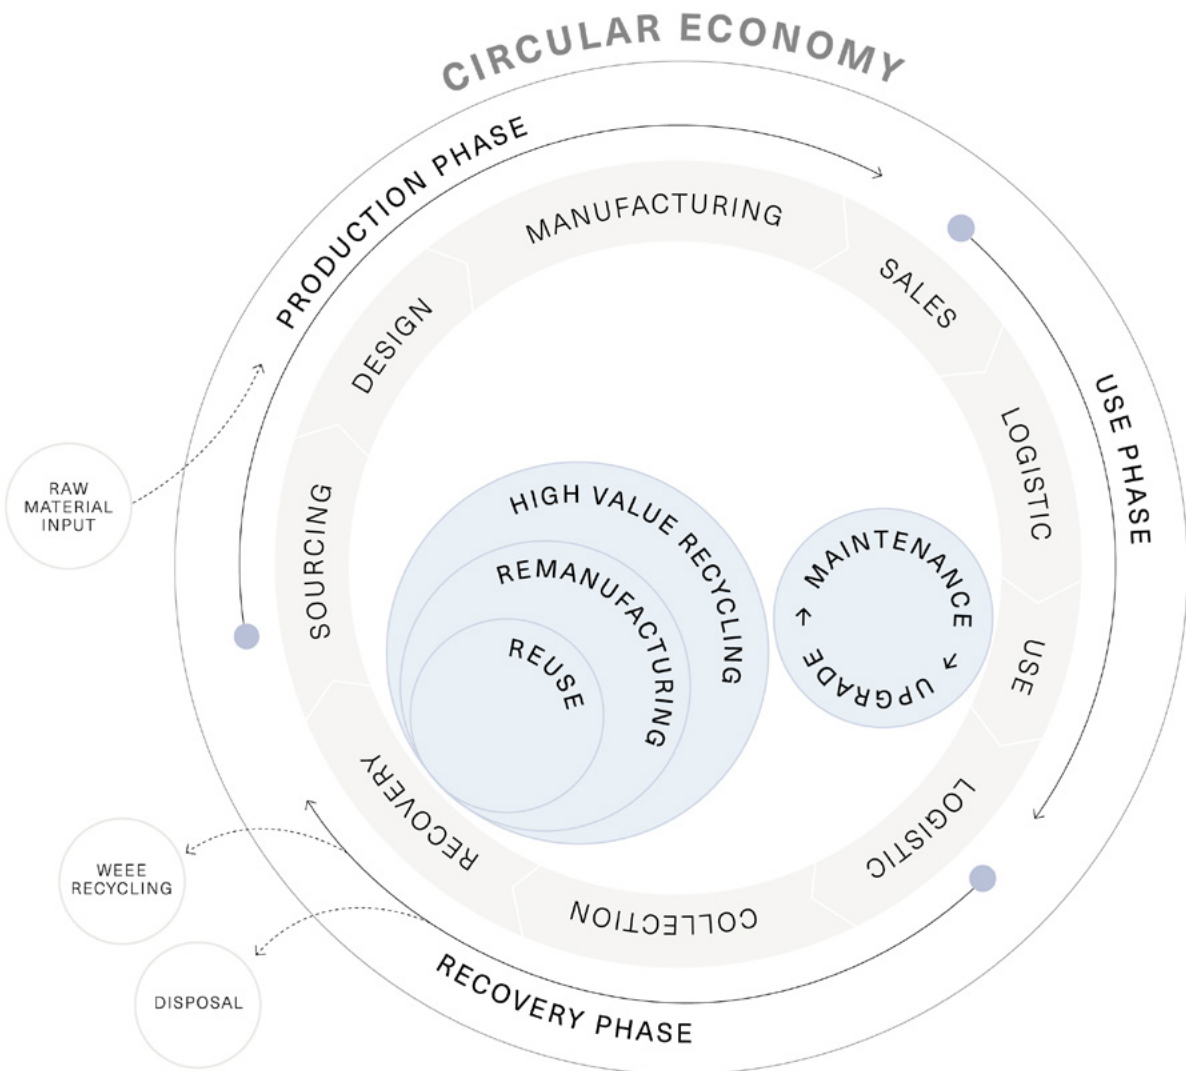 CIRCULAR ECONOMY
PRODUCTION PHASE
MANUFACTURING
SALES
DESIGN
LOGISTIC
USE PHASE
RAW
MATERIAL
INPUT
SOURCING
HIGH VALUE RECYCLING
REMANUFACTURING
REUSE
MAINTENANCE
UPGRADE
USE
LOGISTIC
RECOVERY
COLLECTION
WEEE
RECYCLING
DISPOSAL
RECOVERY PHASE